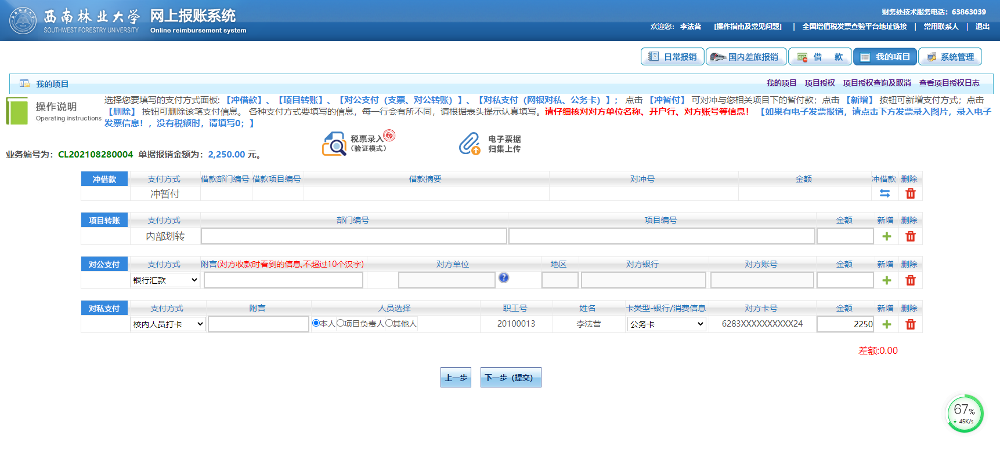 西南林业大学 网上报账系统
SOUTHWEST FORESTRY UNIVERSITY Online reimbursement system
财务处技术服务电话：63863039
欢迎您： 李法营 [操作指南及常见问题] | 全国增值税发票查验平台地址链接 | 常用联系人 | 退出
日常报销 国内差旅报销 借 款 我的项目 系统管理
我的项目 我的项目 项目授权 项目授权查询及取消 查看项目授权日志
操作说明
Operating instructions
选择您要填写的支付方式面板:【冲借款】、【项目转账】、【对公支付（支票、对公转账）】、【对私支付（网银对私、公务卡）】；点击 【冲暂付】 可对冲与您相关项目下的暂付款；点击 【新增】 按钮可新增支付方式；点击
【删除】 按钮可删除该笔支付信息。 各种支付方式要填写的信息，每一行会有所不同，请根据表头提示认真填写。请仔细核对对方单位名称、开户行、对方账号等信息！ 【如果有电子发票报销，请点击下方发票录入图片，录入电子
发票信息！，没有税额时，请填写0；】
税票录入 税
（验证模式）
电子票据
归集上传
业务编号为：CL202108280004 单据报销金额为：2,250.00 元。
冲借款 支付方式 借款部门编号 借款项目编号 借款摘要 对冲号 金额 冲借款 删除
冲暂付
项目转账 支付方式 部门编号 项目编号 金额 新增 删除
内部划转
对公支付 支付方式 附言(对方收款时看到的信息,不超过10个汉字) 对方单位 地区 对方银行 对方账号 金额 新增 删除
银行汇款 ?
对私支付 支付方式 附言 人员选择 职工号 姓名 卡类型-银行/消费信息 对方卡号 金额 新增 删除
校内人员打卡 本人 项目负责人 其他人 20100013 李法营 公务卡 6283XXXXXXXXXX24 2250
差额:0.00
上一步 下一步（提交）
67%
45K/s